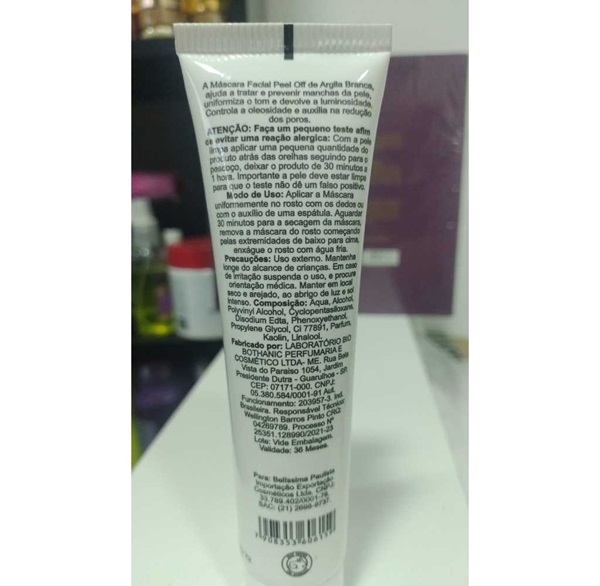 A Máscara Facial Peel Off de Argila Branca,
ajuda a tratar e prevenir manchas da pele,
uniformiza o tom e devolve a luminosidade.
Controla a oleosidade e auxilia na redução
dos poros.
ATENÇÃO: Faça um pequeno teste afim
de evitar uma reação alergica: Com a pele
limpa aplicar uma pequena quantidade do
produto atrás das orelhas seguindo para o
pescoço, deixar o produto de 30 minutos a
1 hora. Importante a pele deve estar limpa
para que o teste não dê um falso positivo.
Modo de Uso: Aplicar a Máscara
uniformemente no rosto com os dedos ou
com o auxílio de uma espátula. Aguardar
30 minutos para a secagem da máscara,
remova a máscara do rosto começando
pelas extremidades de baixo para cima,
enxágue o rosto com água fria.
Precauções: Uso externo. Mantenha
longe do alcance de crianças. Em caso
de irritação suspenda o uso, e procure
orientação médica. Manter em local
seco e arejado, ao abrigo de luz e sol
intenso. Composição: Aqua, Alcohol,
Polyvinyl Alcohol, Cyclopentasiloxane,
Disodium Edta, Phenoxyethanol,
Propylene Glycol, Ci 77891, Parfum,
Kaolin, Linalool.
Fabricado por: LABORATÓRIO BIO
BOTHANIC PERFUMARIA E
COSMÉTICO LTDA- ME. Rua Bela
Vista do Paraiso 1054, Jardim
Presidente Dutra - Guarulhos - SP.
CEP: 07171-000. CNPJ:
05.380.584/0001-91 Aut.
Funcionamento: 203957-3. Ind.
Brasileira. Responsável Técnico:
Wellington Barros Pinto CRQ:
04269789. Processo Nº
25351.128990/2021-23
Lote: Vide Embalagem.
Validade: 36 Meses.
Para: Belissima Paulista
Importação Exportação
Cosméticos Ltda. CNPJ:
33.789.402/0001-79.
SAC: (21) 2698-6737.